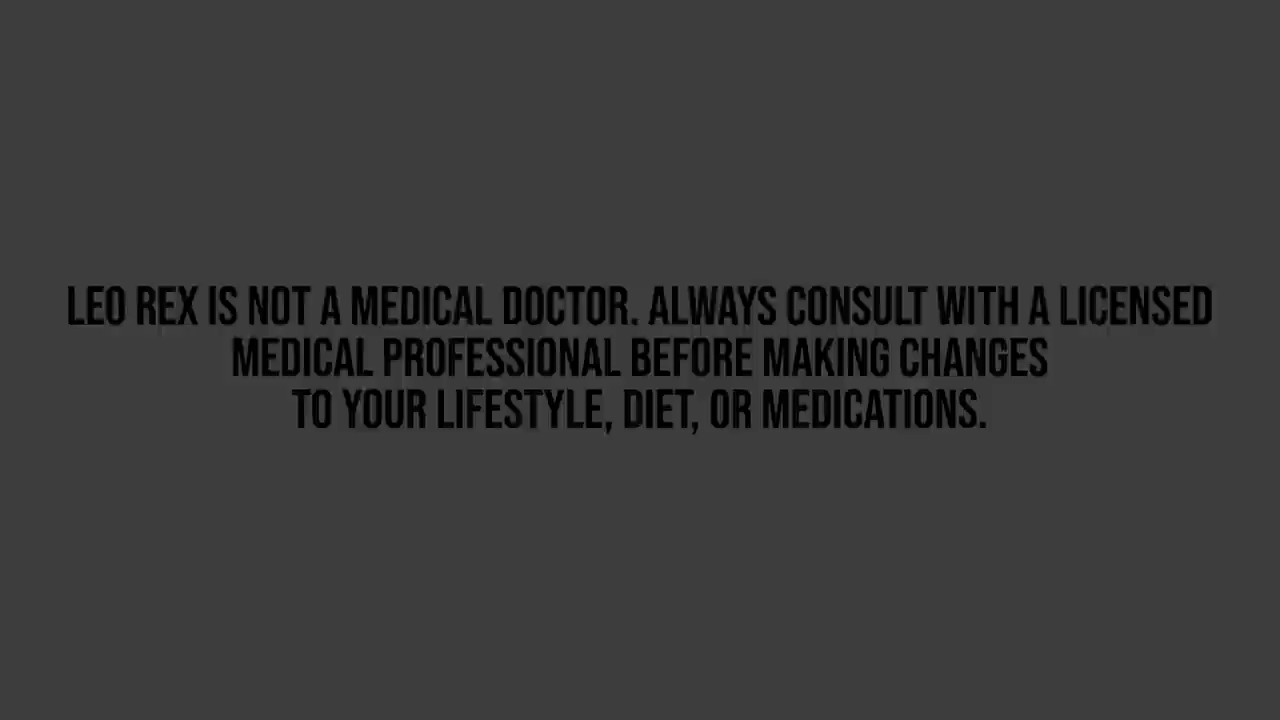 LEO REX IS NOT A MEDICAL DOCTOR. ALWAYS CONSULT WITH A LICENSED
MEDICAL PROFESSIONAL BEFORE MAKING CHANGES
TO YOUR LIFESTYLE, DIET, OR MEDICATIONS.